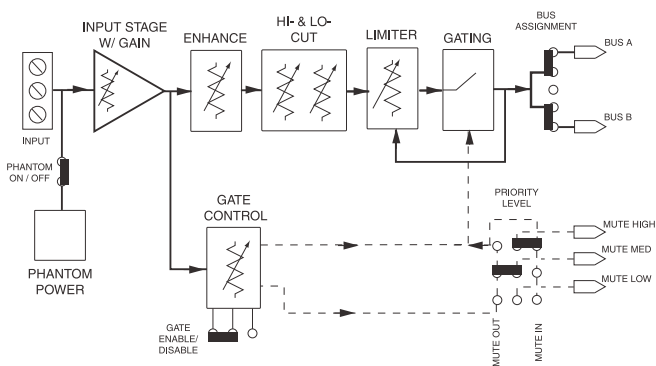 INPUT STAGE
W/ GAIN
ENHANCE
HI- & LO-
CUT
LIMITER
GATING
BUS
ASSIGNMENT
BUS A
BUS B
INPUT
PHANTOM
ON / OFF
PHANTOM
POWER
GATE
CONTROL
GATE
ENABLE/
DISABLE
PRIORITY
LEVEL
MUTE HIGH
MUTE MED
MUTE LOW
MUTE OUT
MUTE IN